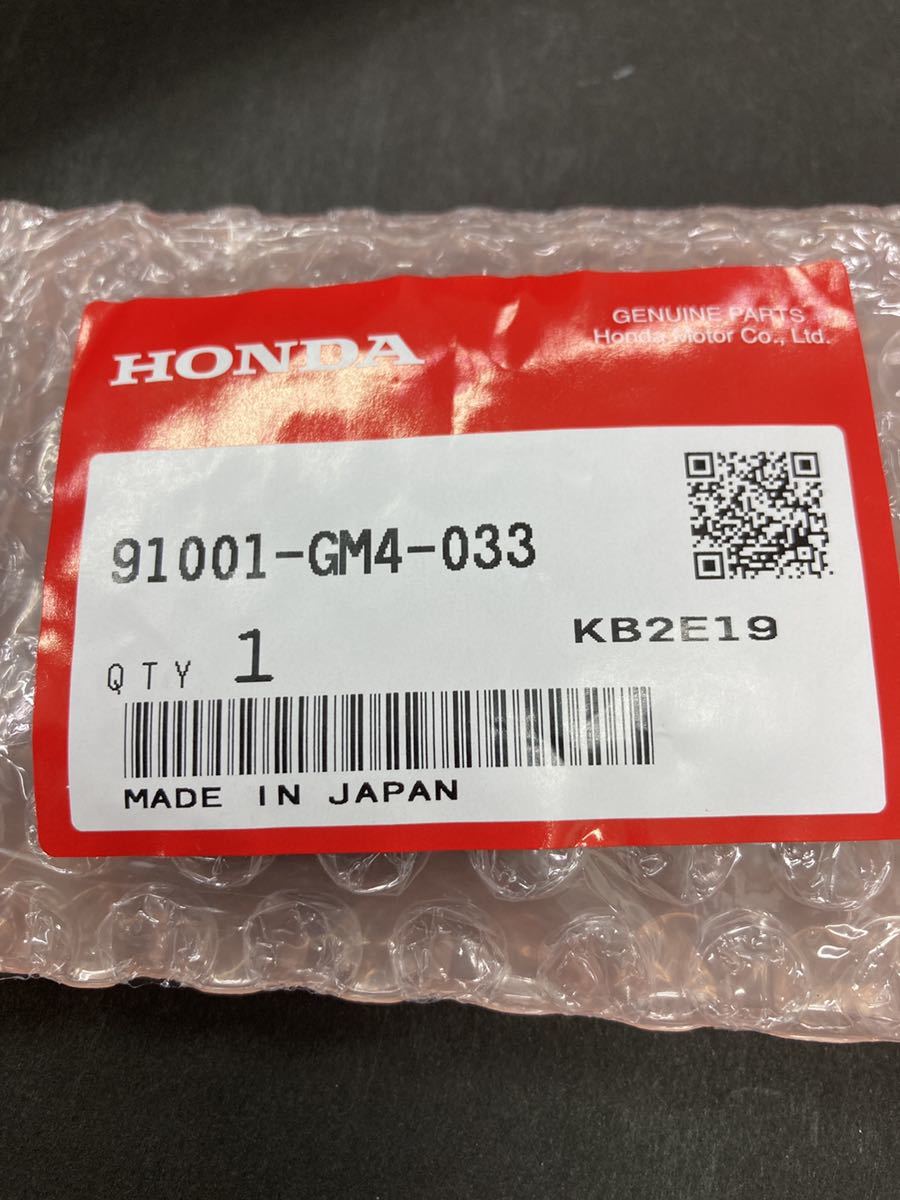 HONDA
GENUINE PARTS
Honda Motor Co., Ltd.
91001-GM4-033
KB2E19
QTY 1
MADE IN JAPAN